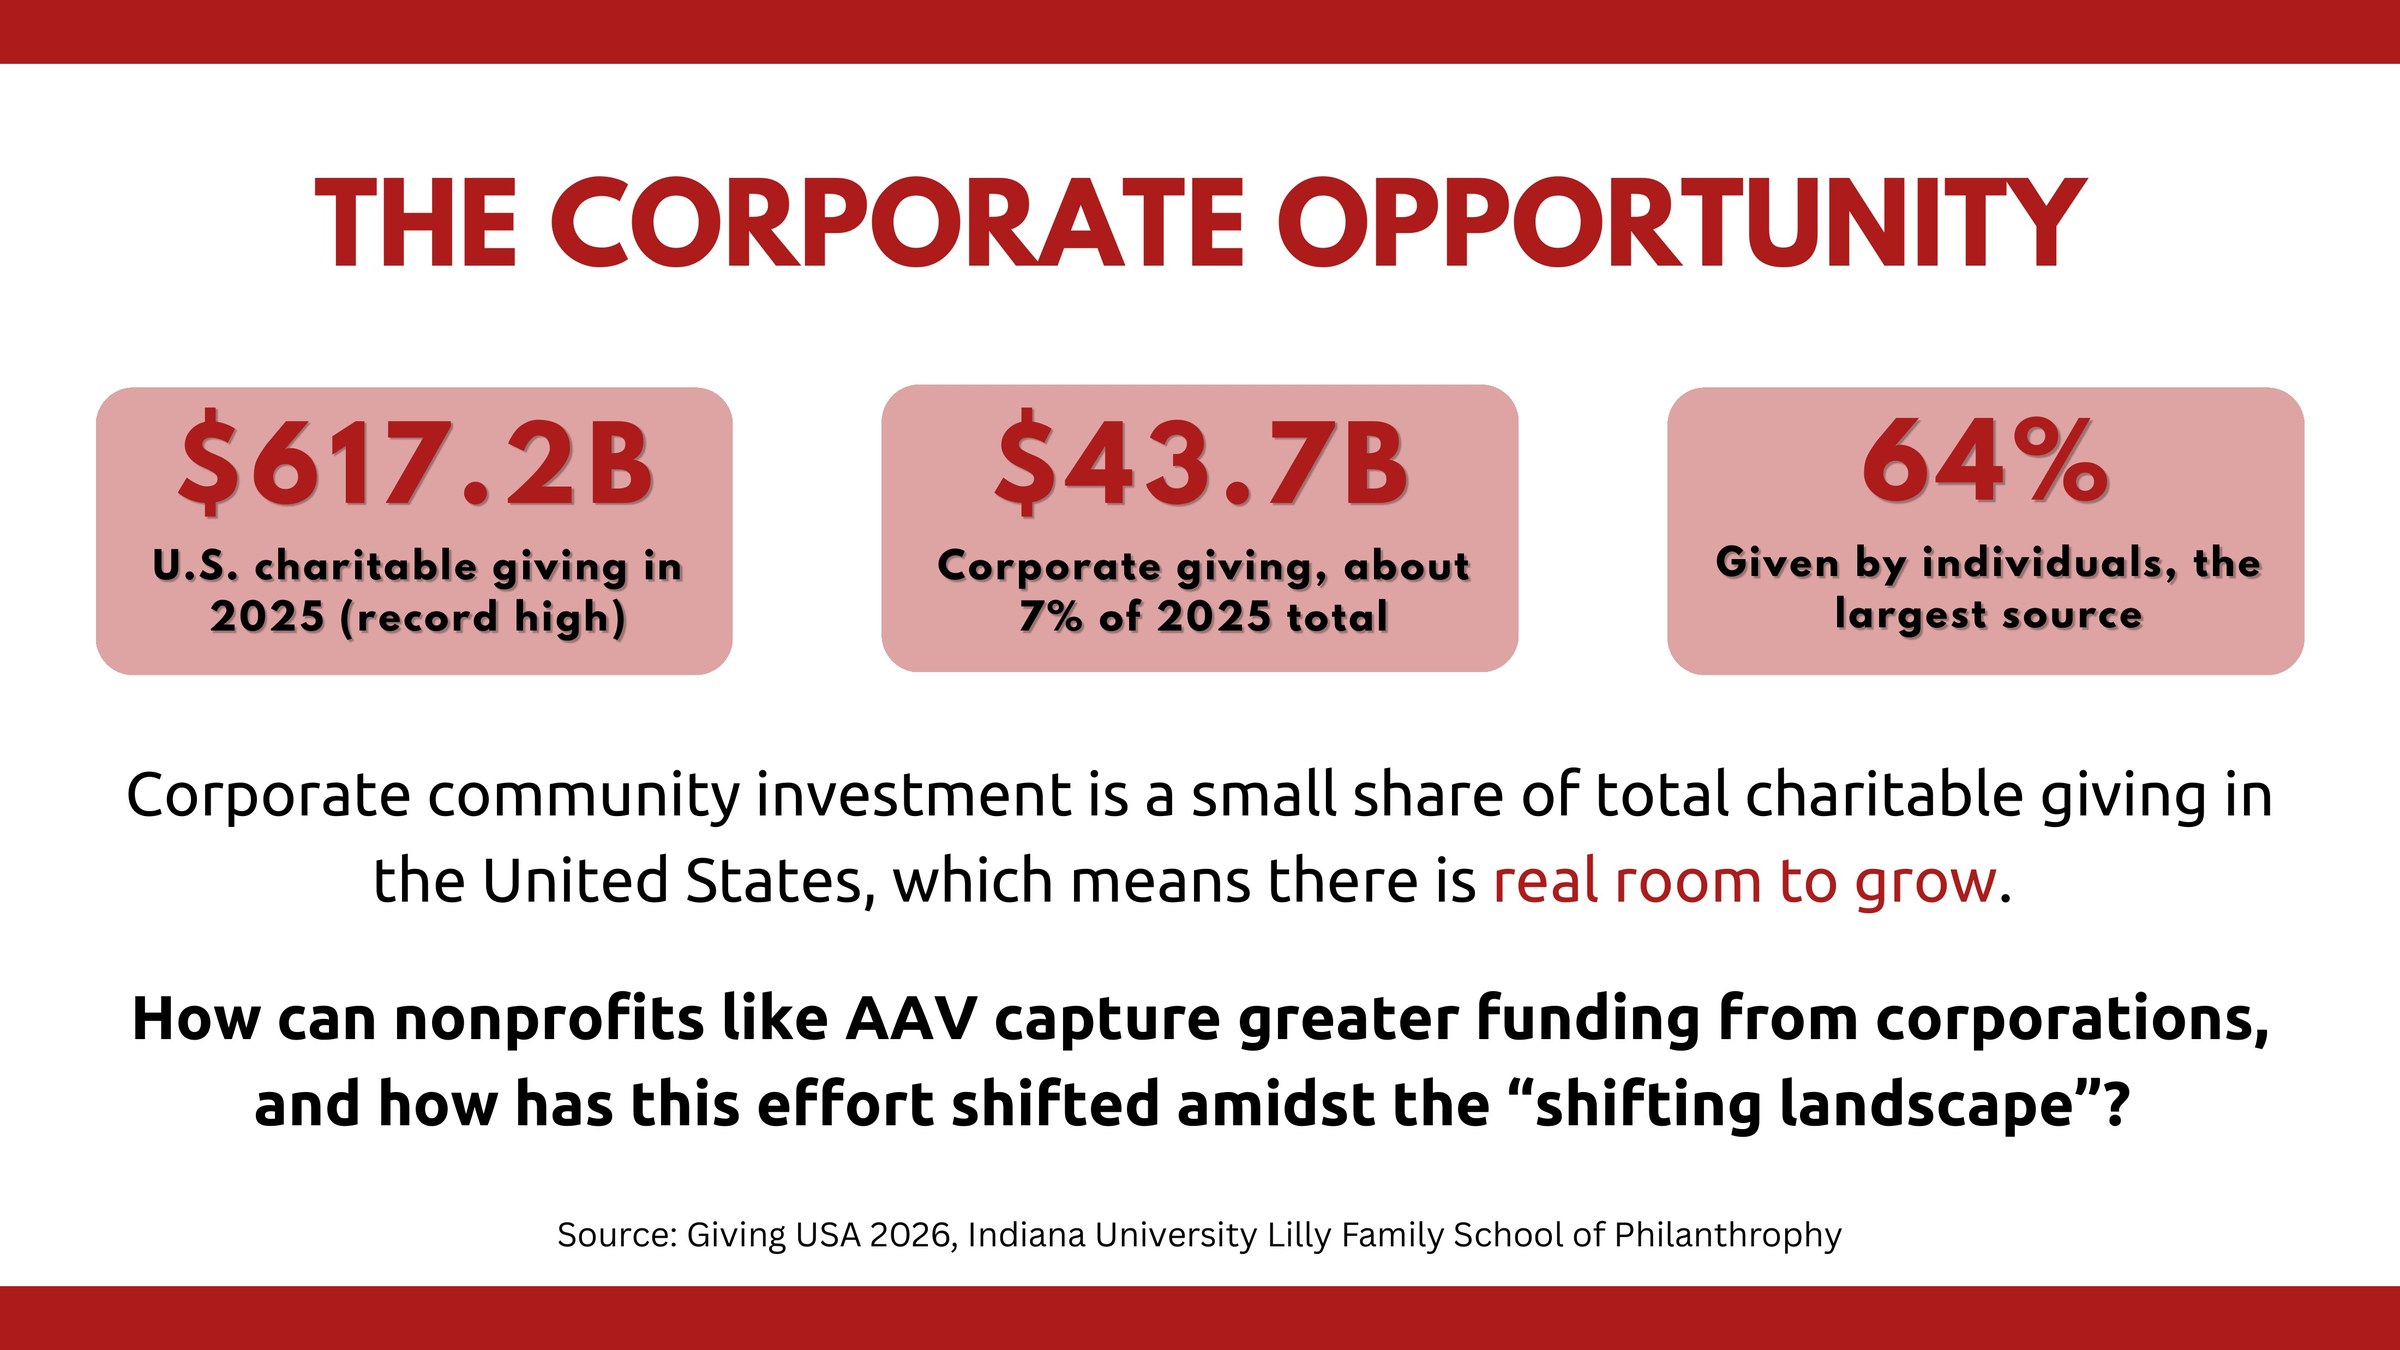 THE CORPORATE OPPORTUNITY
$617.2B
U.S. charitable giving in
2025 (record high)
$43.7B
Corporate giving, about
7% of 2025 total
64%
Given by individuals, the
largest source
Corporate community investment is a small share of total charitable giving in
the United States, which means there is real room to grow.
How can nonprofits like AAV capture greater funding from corporations,
and how has this effort shifted amidst the “shifting landscape”?
Source: Giving USA 2026, Indiana University Lilly Family School of Philanthrophy